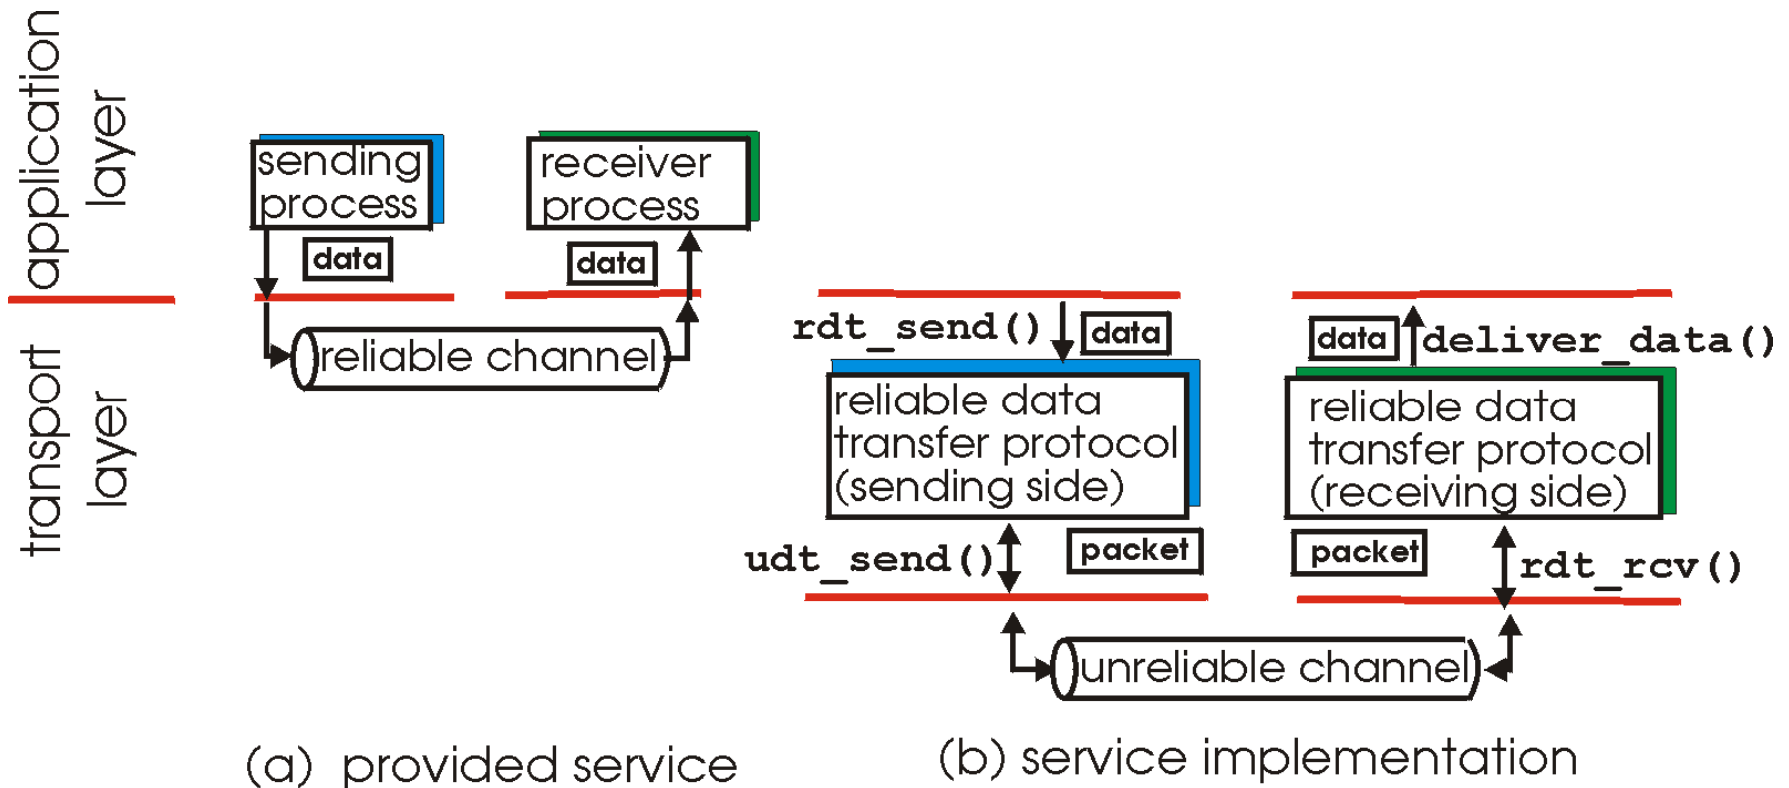 application
layer
transport
layer
sending
process
data
receiver
process
data
reliable channel
(a) provided service
rdt_send()
data
reliable data
transfer protocol
(sending side)
udt_send()
packet
data
deliver_data()
reliable data
transfer protocol
(receiving side)
packet
rdt_rcv()
unreliable channel
(b) service implementation